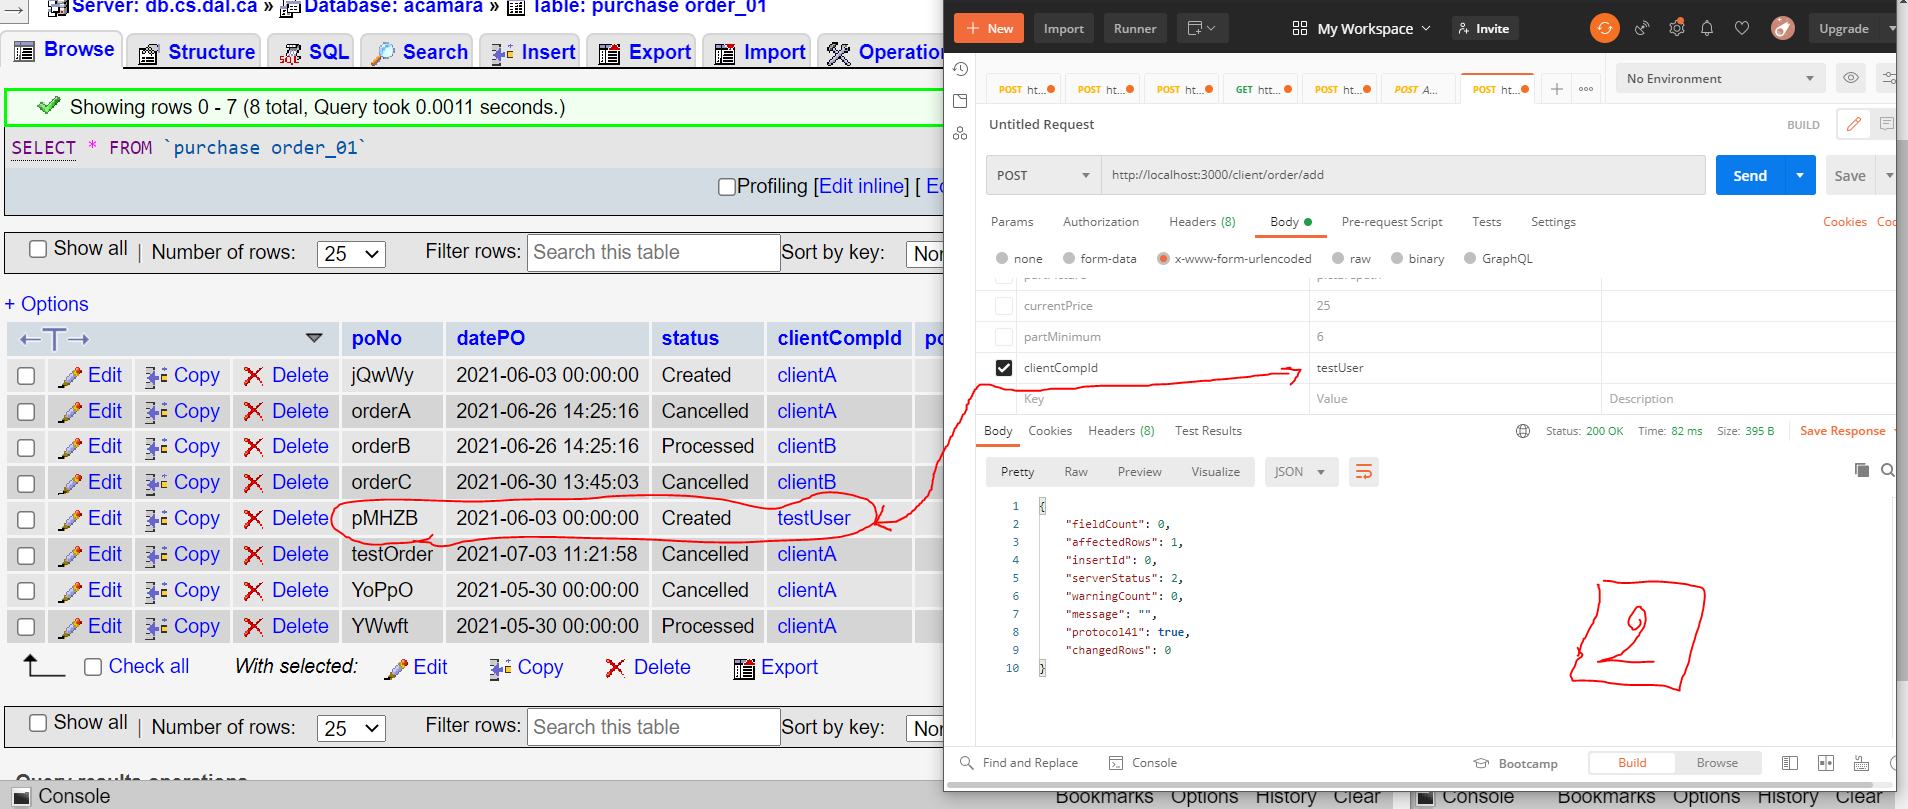 Server: db.cs.dal.ca » Database: acamara » Table: purchase order_01
Browse Structure SQL Search Insert Export Import Operation
Showing rows 0 - 7 (8 total, Query took 0.0011 seconds.)
SELECT * FROM `purchase order_01`
Profiling [Edit inline] [ E
Show all | Number of rows: 25 Filter rows: Search this table Sort by key: Nor
+ Options
poNo datePO status clientCompId po
Edit Copy Delete jQwWy 2021-06-03 00:00:00 Created clientA
Edit Copy Delete orderA 2021-06-26 14:25:16 Cancelled clientA
Edit Copy Delete orderB 2021-06-26 14:25:16 Processed clientB
Edit Copy Delete orderC 2021-06-30 13:45:03 Cancelled clientB
Edit Copy Delete pMHZB 2021-06-03 00:00:00 Created testUser
Edit Copy Delete testOrder 2021-07-03 11:21:58 Cancelled clientA
Edit Copy Delete YoPpO 2021-05-30 00:00:00 Cancelled clientA
Edit Copy Delete YWwft 2021-05-30 00:00:00 Processed clientA
Check all With selected: Edit Copy Delete Export
Show all | Number of rows: 25 Filter rows: Search this table Sort by key: Nor
Query results operations
Console
+ New Import Runner My Workspace Invite Upgrade
POST ht... POST ht... POST ht... GET htt... POST ht... POST A... POST ht... + ooo No Environment
Untitled Request BUILD
POST http://localhost:3000/client/order/add Send Save
Params Authorization Headers (8) Body Pre-request Script Tests Settings Cookies Coo
none form-data x-www-form-urlencoded raw binary GraphQL
currentPrice 25
partMinimum 6
clientCompId testUser
Key Value Description
Body Cookies Headers (8) Test Results Status: 200 OK Time: 82 ms Size: 395 B Save Response
Pretty Raw Preview Visualize JSON
1 {
2 "fieldCount": 0,
3 "affectedRows": 1,
4 "insertId": 0,
5 "serverStatus": 2,
6 "warningCount": 0,
7 "message": "",
8 "protocol41": true,
9 "changedRows": 0
10 }
2
Find and Replace Console Bootcamp Build Browse
Bookmarks Options History Clear Console Bookmarks Options History Clear